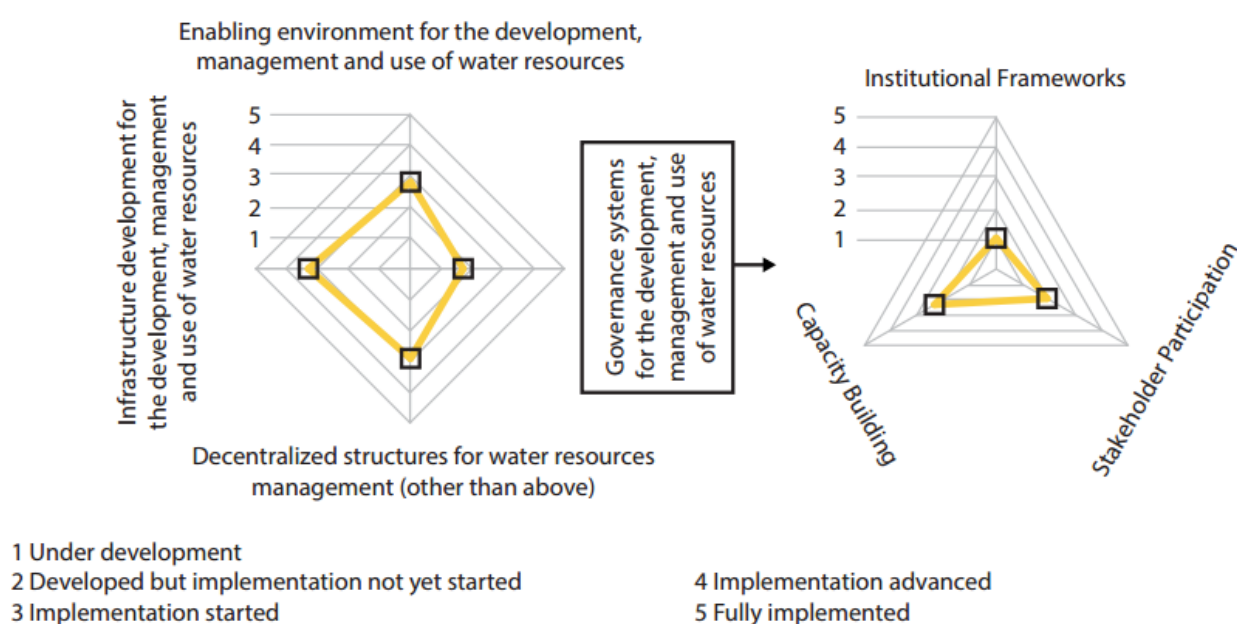 Enabling environment for the development,
management and use of water resources
Infrastructure development for
the development, management
and use of water resources
5
4
3
2
1
Decentralized structures for water resources
management (other than above)
Governance systems
for the development,
management and use
of water resources
Institutional Frameworks
5
4
3
2
1
Capacity Building
Stakeholder Participation
1 Under development
2 Developed but implementation not yet started
3 Implementation started
4 Implementation advanced
5 Fully implemented